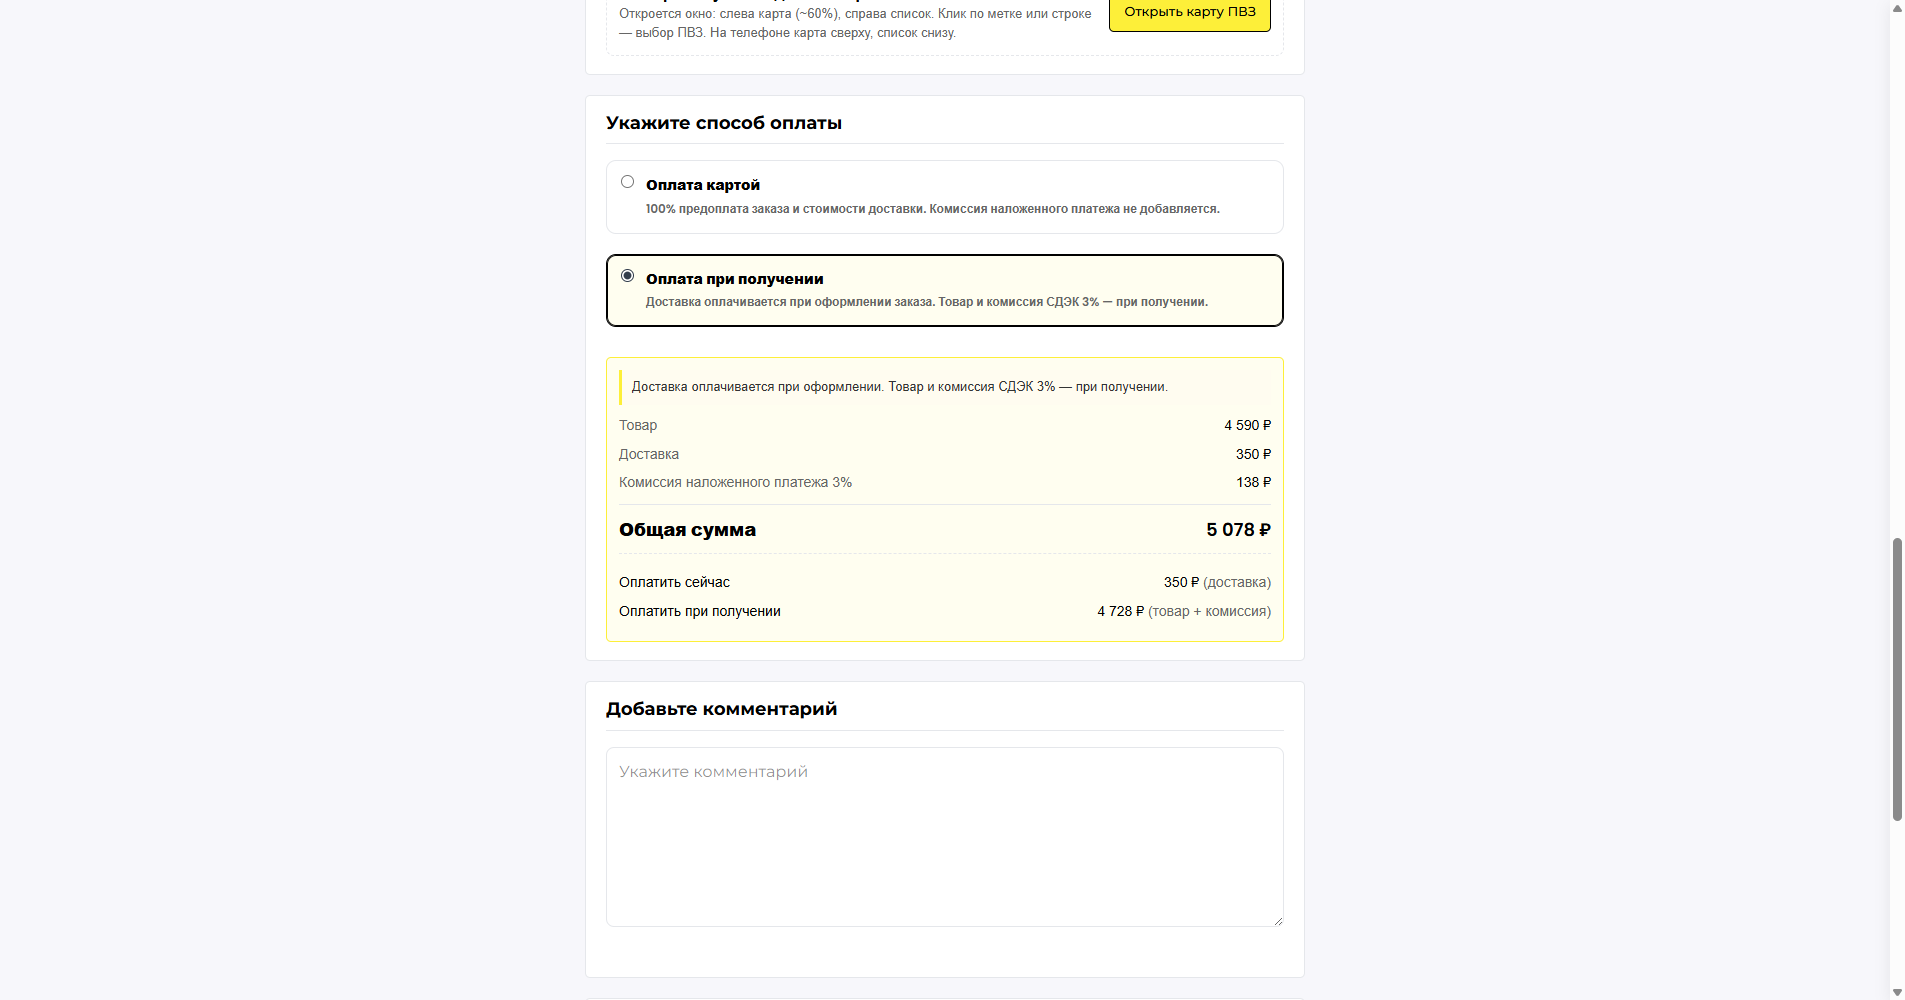 Откроется окно: слева карта (~60%), справа список. Клик по метке или строке
— выбор ПВЗ. На телефоне карта сверху, список снизу.
Открыть карту ПВЗ
Укажите способ оплаты
Оплата картой
100% предоплата заказа и стоимости доставки. Комиссия наложенного платежа не добавляется.
Оплата при получении
Доставка оплачивается при оформлении заказа. Товар и комиссия СДЭК 3% — при получении.
Доставка оплачивается при оформлении. Товар и комиссия СДЭК 3% — при получении.
Товар 4 590 ₽
Доставка 350 ₽
Комиссия наложенного платежа 3% 138 ₽
Общая сумма 5 078 ₽
Оплатить сейчас 350 ₽ (доставка)
Оплатить при получении 4 728 ₽ (товар + комиссия)
Добавьте комментарий
Укажите комментарий